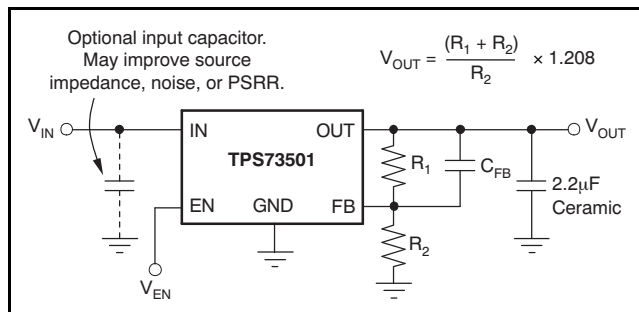 Optional input capacitor.
May improve source
impedance, noise, or PSRR.
V_OUT = (R_1 + R_2) / R_2 × 1.208
V_IN
IN
OUT
V_OUT
TPS73501
R_1
C_FB
2.2μF
Ceramic
EN
GND
FB
R_2
V_EN